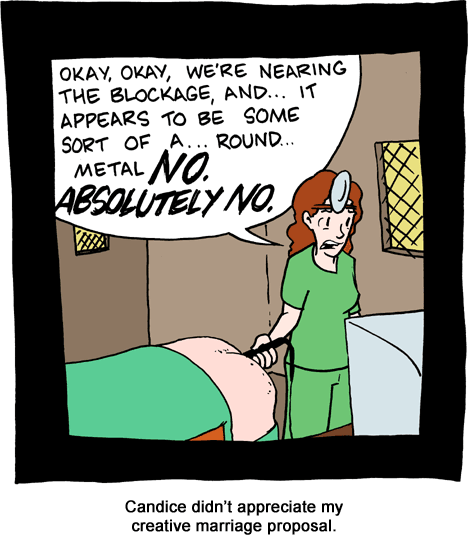 OKAY, OKAY, WE'RE NEARING
THE BLOCKAGE, AND... IT
APPEARS TO BE SOME
SORT OF A... ROUND...
METAL NO.
ABSOLUTELY NO.
Candice didn't appreciate my
creative marriage proposal.